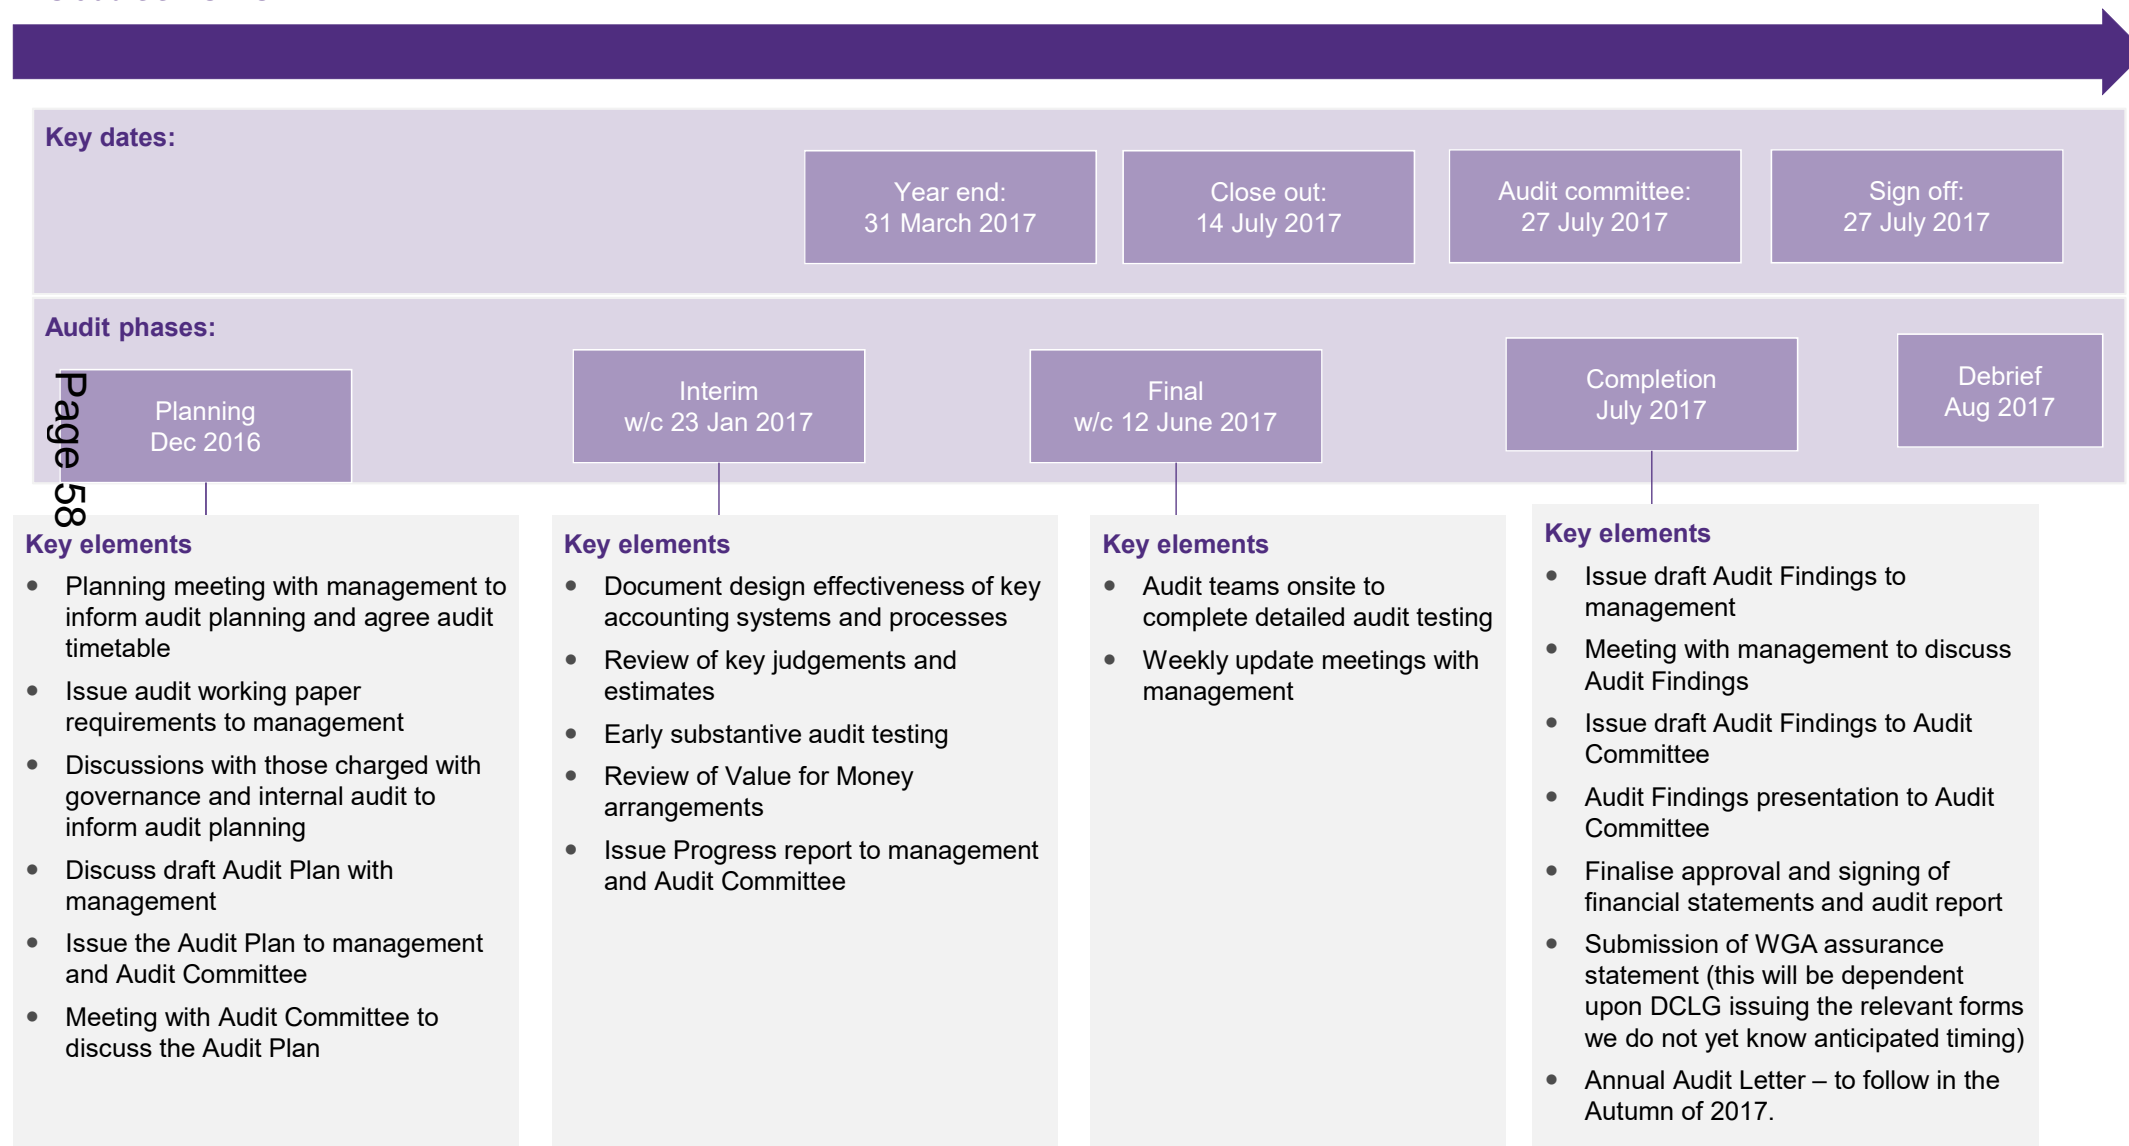 Key dates:
Year end:
31 March 2017
Close out:
14 July 2017
Audit committee:
27 July 2017
Sign off:
27 July 2017
Audit phases:
Planning
Dec 2016
Interim
w/c 23 Jan 2017
Final
w/c 12 June 2017
Completion
July 2017
Debrief
Aug 2017
Page 58
Key elements
• Planning meeting with management to
inform audit planning and agree audit
timetable
• Issue audit working paper
requirements to management
• Discussions with those charged with
governance and internal audit to
inform audit planning
• Discuss draft Audit Plan with
management
• Issue the Audit Plan to management
and Audit Committee
• Meeting with Audit Committee to
discuss the Audit Plan
Key elements
• Document design effectiveness of key
accounting systems and processes
• Review of key judgements and
estimates
• Early substantive audit testing
• Review of Value for Money
arrangements
• Issue Progress report to management
and Audit Committee
Key elements
• Audit teams onsite to
complete detailed audit testing
• Weekly update meetings with
management
Key elements
• Issue draft Audit Findings to
management
• Meeting with management to discuss
Audit Findings
• Issue draft Audit Findings to Audit
Committee
• Audit Findings presentation to Audit
Committee
• Finalise approval and signing of
financial statements and audit report
• Submission of WGA assurance
statement (this will be dependent
upon DCLG issuing the relevant forms
we do not yet know anticipated timing)
• Annual Audit Letter – to follow in the
Autumn of 2017.